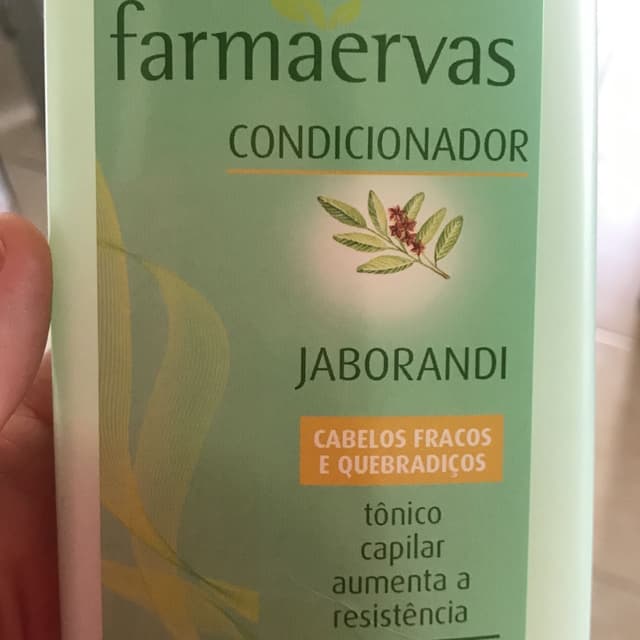 farmaervas
CONDICIONADOR
JABORANDI
CABELOS FRACOS
E QUEBRADIÇOS
tônico
capilar
aumenta a
resistência